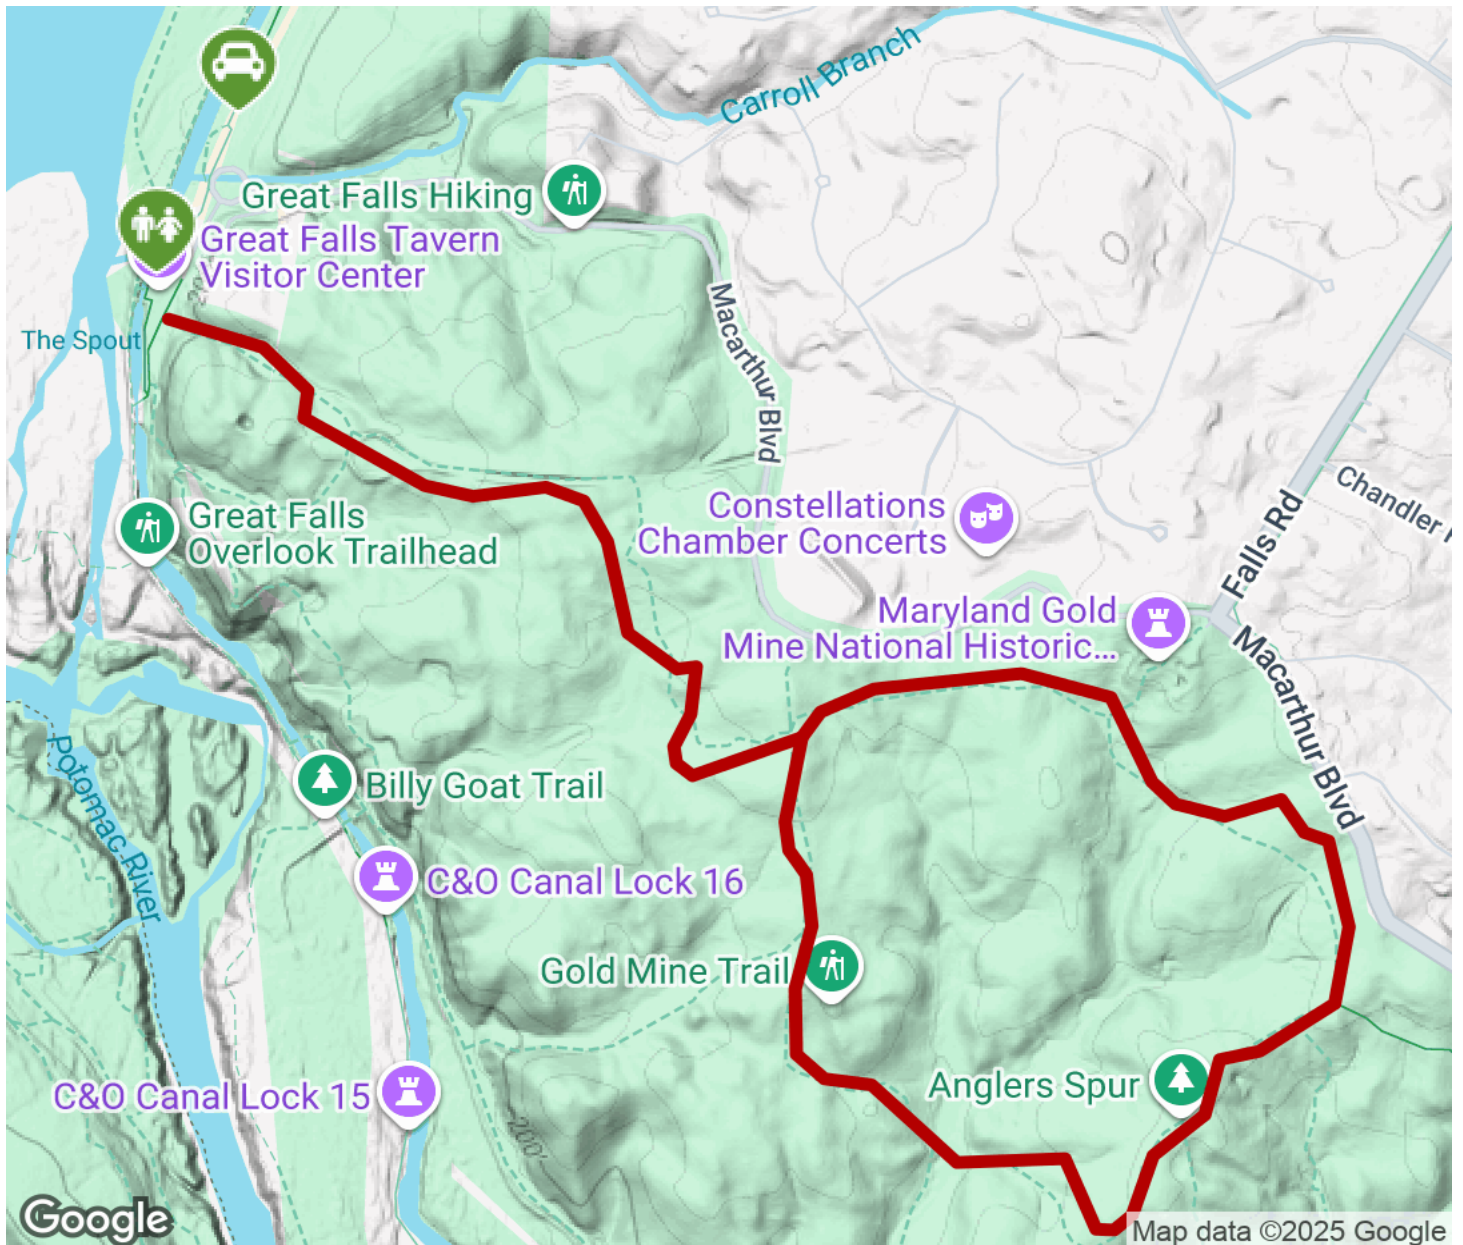 Carroll Branch
Great Falls Hiking
Great Falls Tavern
Visitor Center
The Spout
Macarthur Blvd
Constellations
Chamber Concerts
Falls Rd
Chandler
Great Falls
Overlook Trailhead
Maryland Gold
Mine National Historic...
Macarthur Blvd
Potomac River
Billy Goat Trail
C&O Canal Lock 16
Gold Mine Trail
Anglers Spur
C&O Canal Lock 15
200'
Google
Map data ©2025 Google